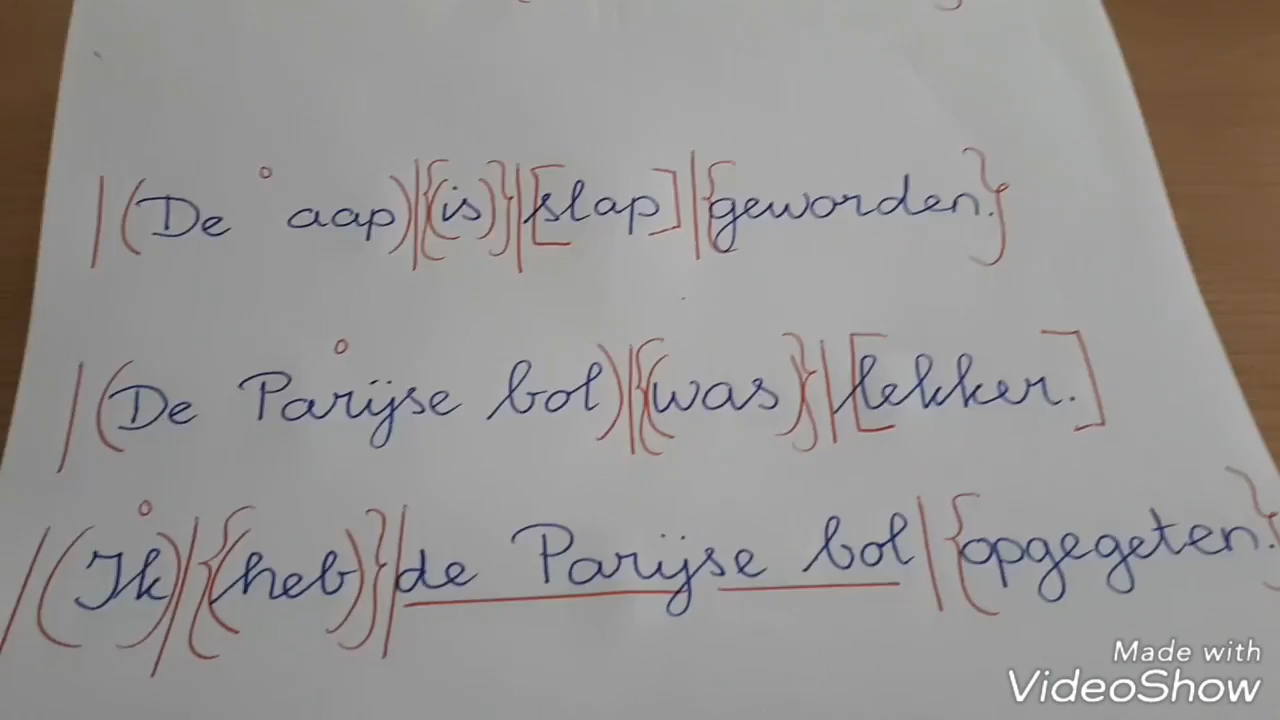 |(De aap)|{(is)}|[slap]|{geworden.}
|(De Parijse bol)|{(was)}|[lekker.]
|(Ik)|{(heb)}|de Parijse bol|{opgegeten.}
Made with
VideoShow